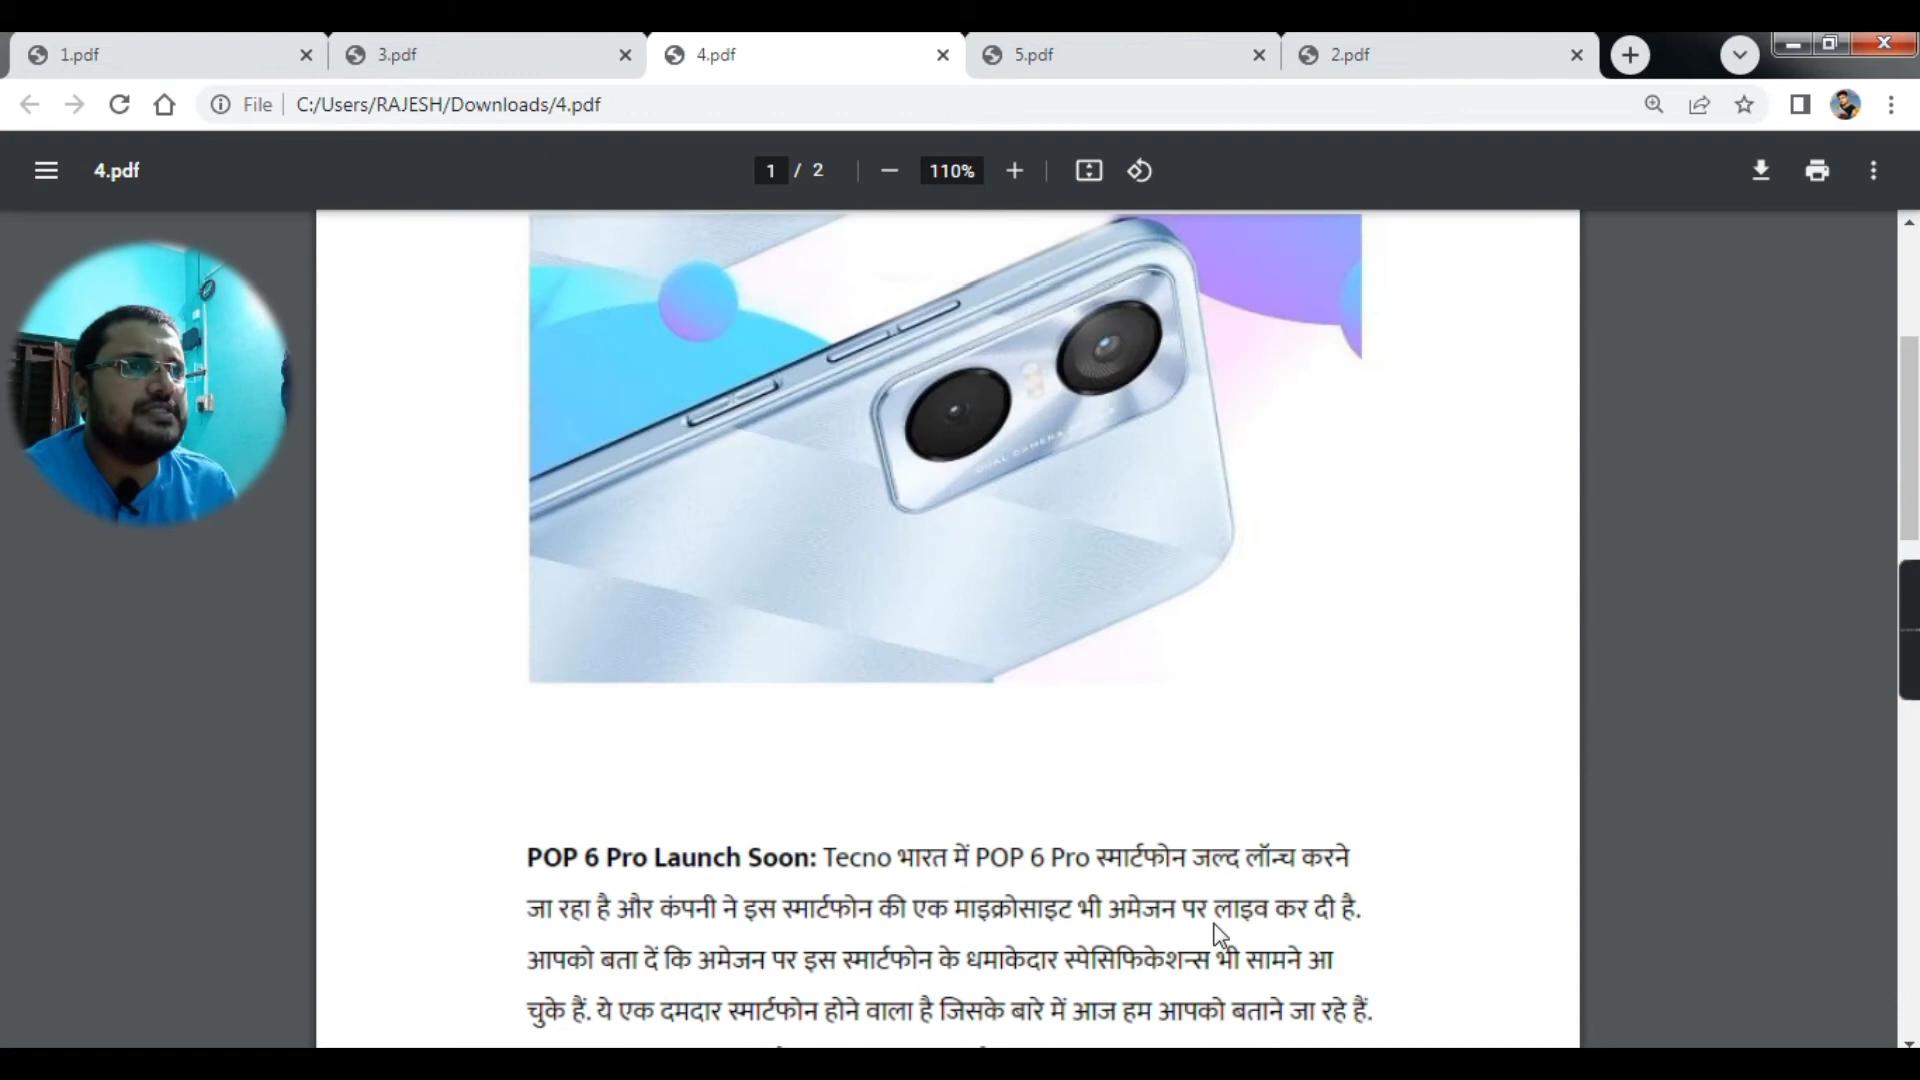 1.pdf
3.pdf
4.pdf
5.pdf
2.pdf
File
C:/Users/RAJESH/Downloads/4.pdf
4.pdf
1 / 2
110%
DUAL CAMERA
POP 6 Pro Launch Soon: Tecno भारत में POP 6 Pro स्मार्टफोन जल्द लॉन्च करने
जा रहा है और कंपनी ने इस स्मार्टफोन की एक माइक्रोसाइट भी अमेजन पर लाइव कर दी है.
आपको बता दें कि अमेजन पर इस स्मार्टफोन के धमाकेदार स्पेसिफिकेशन्स भी सामने आ
चुके हैं. ये एक दमदार स्मार्टफोन होने वाला है जिसके बारे में आज हम आपको बताने जा रहे हैं.